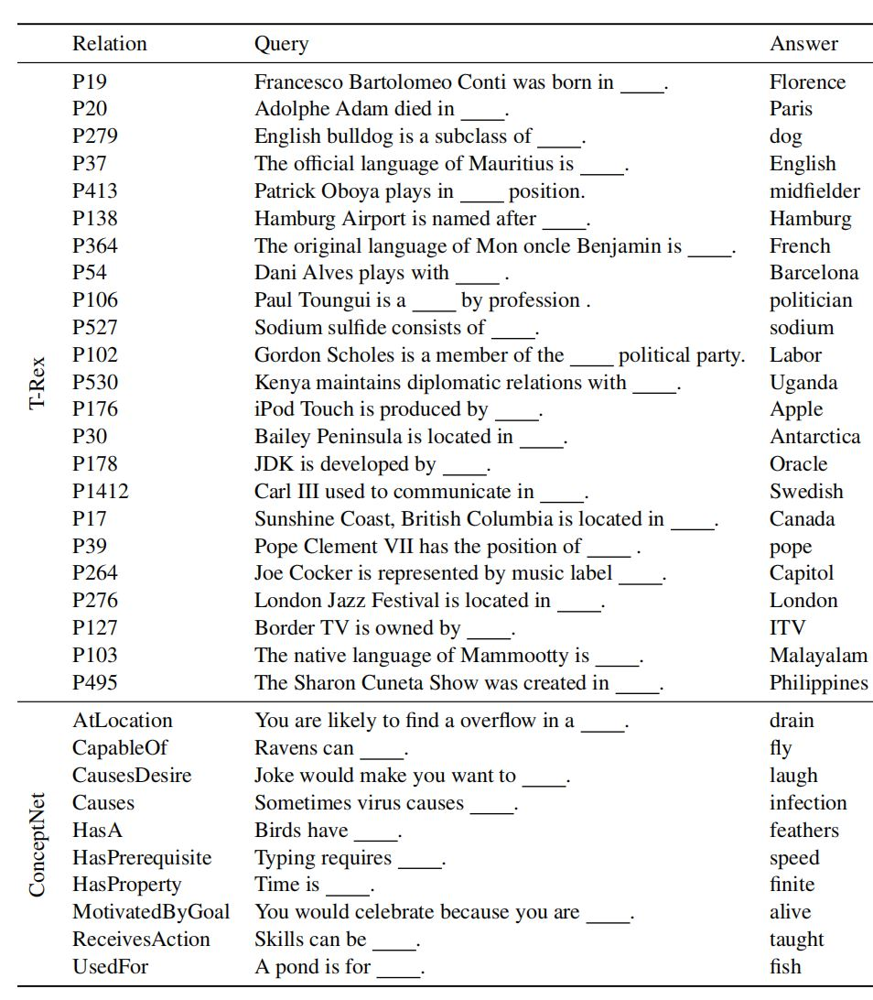 Relation Query Answer
P19 Francesco Bartolomeo Conti was born in ____. Florence
P20 Adolphe Adam died in ____. Paris
P279 English bulldog is a subclass of ____. dog
P37 The official language of Mauritius is ____. English
P413 Patrick Oboya plays in ____ position. midfielder
P138 Hamburg Airport is named after ____. Hamburg
P364 The original language of Mon oncle Benjamin is ____. French
P54 Dani Alves plays with ____ . Barcelona
P106 Paul Toungui is a ____ by profession . politician
P527 Sodium sulfide consists of ____. sodium
P102 Gordon Scholes is a member of the ____ political party. Labor
P530 Kenya maintains diplomatic relations with ____. Uganda
P176 iPod Touch is produced by ____. Apple
P30 Bailey Peninsula is located in ____. Antarctica
P178 JDK is developed by ____. Oracle
P1412 Carl III used to communicate in ____. Swedish
P17 Sunshine Coast, British Columbia is located in ____. Canada
P39 Pope Clement VII has the position of ____ . pope
P264 Joe Cocker is represented by music label ____. Capitol
P276 London Jazz Festival is located in ____. London
P127 Border TV is owned by ____. ITV
P103 The native language of Mammootty is ____. Malayalam
P495 The Sharon Cuneta Show was created in ____. Philippines
T-Rex
AtLocation You are likely to find a overflow in a ____. drain
CapableOf Ravens can ____. fly
CausesDesire Joke would make you want to ____. laugh
Causes Sometimes virus causes ____. infection
HasA Birds have ____. feathers
HasPrerequisite Typing requires ____. speed
HasProperty Time is ____. finite
MotivatedByGoal You would celebrate because you are ____. alive
ReceivesAction Skills can be ____. taught
UsedFor A pond is for ____. fish
ConceptNet